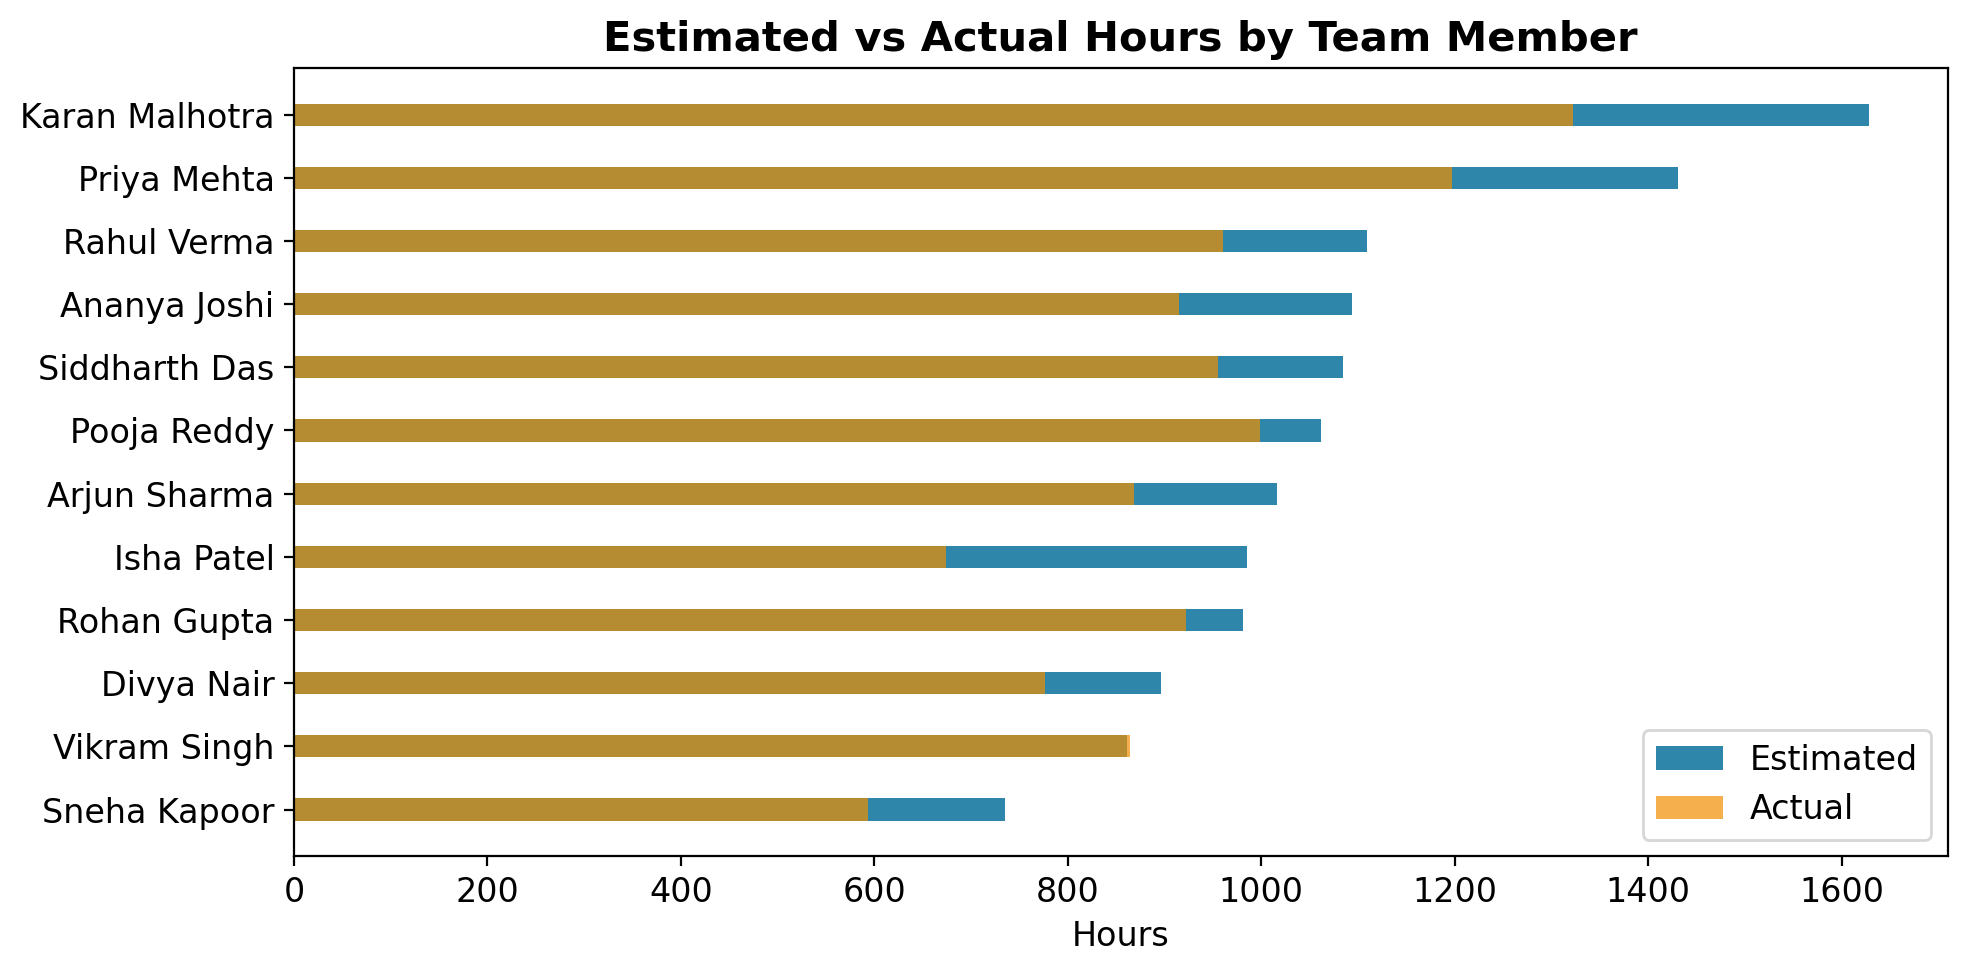 Estimated vs Actual Hours by Team Member
Karan Malhotra
Priya Mehta
Rahul Verma
Ananya Joshi
Siddharth Das
Pooja Reddy
Arjun Sharma
Isha Patel
Rohan Gupta
Divya Nair
Vikram Singh
Sneha Kapoor
Estimated
Actual
0 200 400 600 800 1000 1200 1400 1600
Hours